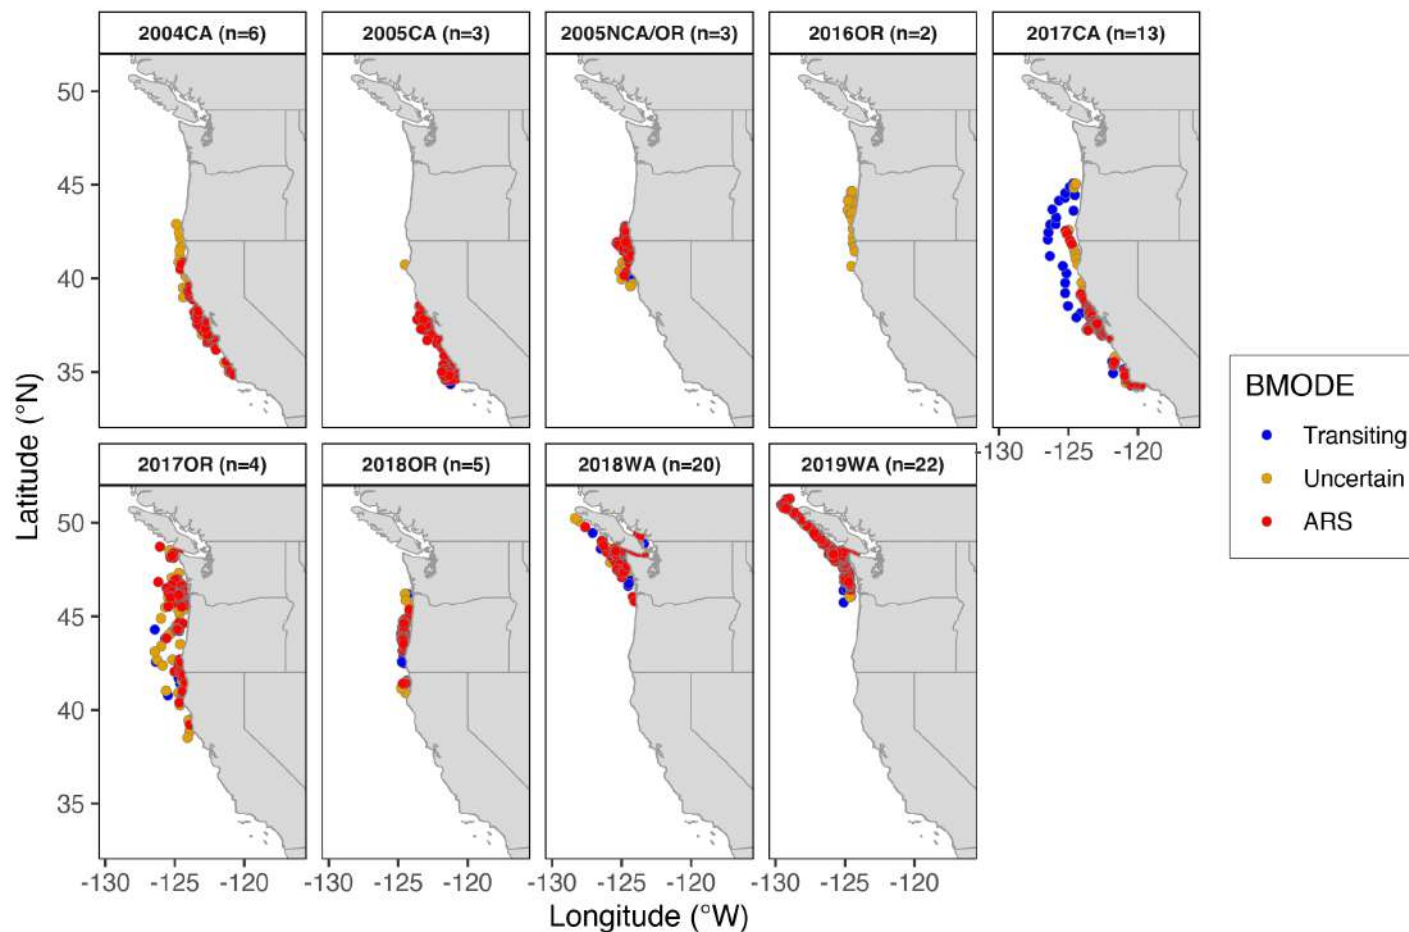 2004CA (n=6) 2005CA (n=3) 2005NCA/OR (n=3) 2016OR (n=2) 2017CA (n=13)
50
45
40
35
-130 -125 -120
Latitude (°N)
BMODE
Transiting
Uncertain
ARS
2017OR (n=4) 2018OR (n=5) 2018WA (n=20) 2019WA (n=22)
50
45
40
35
-130 -125 -120 -130 -125 -120 -130 -125 -120 -130 -125 -120
Longitude (°W)